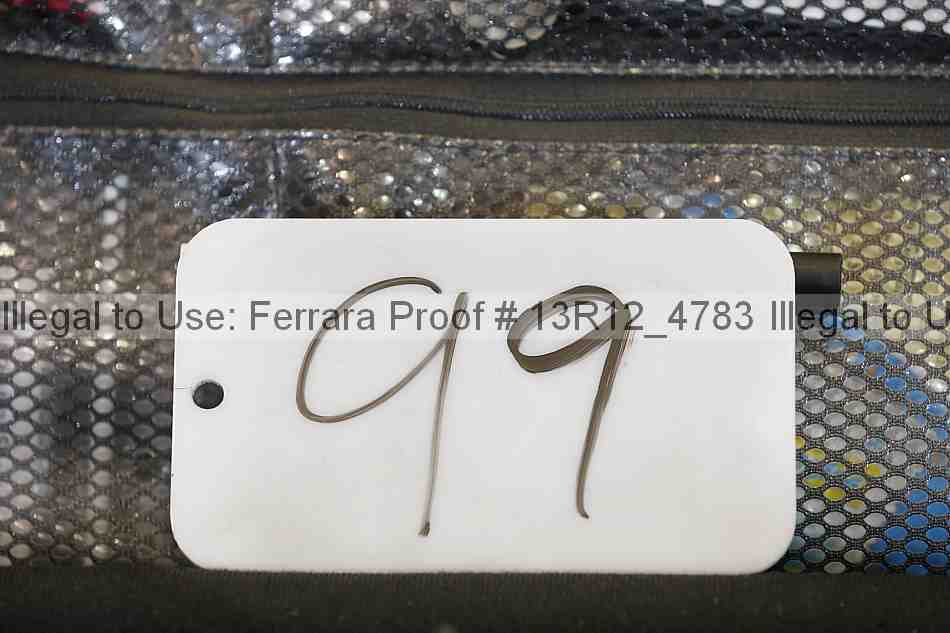 Illegal to Use: Ferrara Proof # 13R12_4783 Illegal to U
99